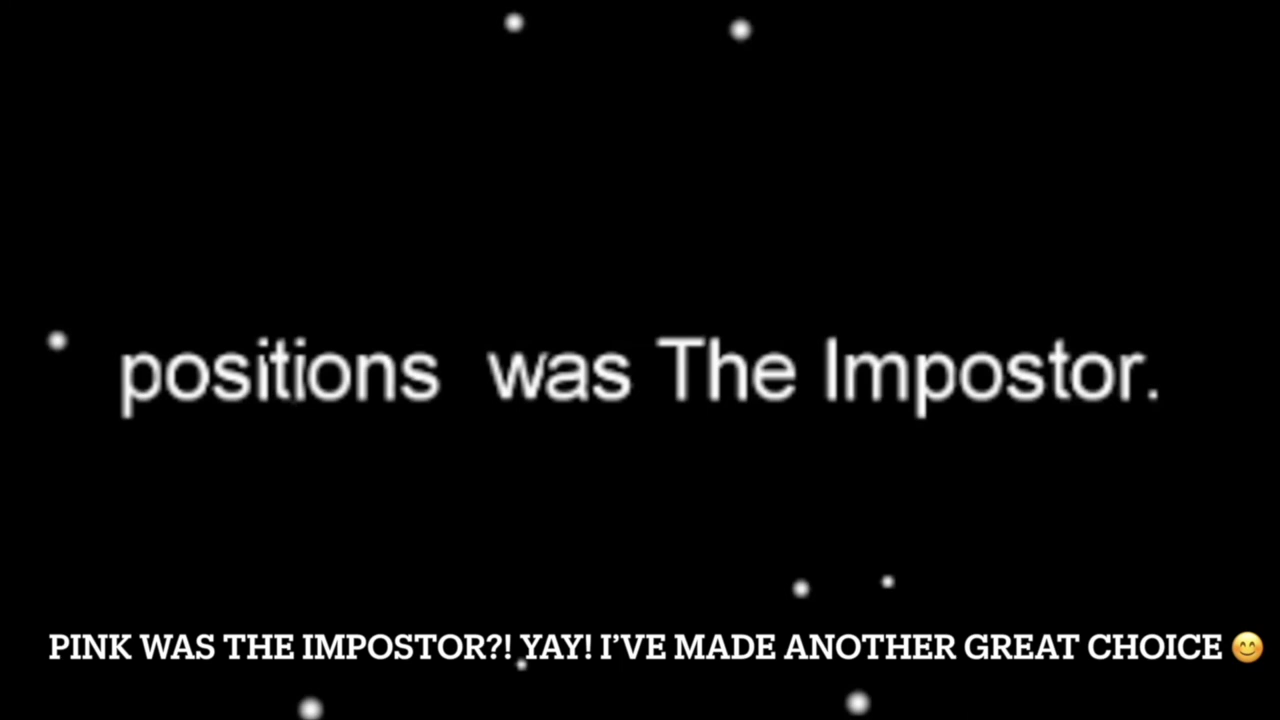 positions  was The Impostor.
PINK WAS THE IMPOSTOR?! YAY! I’VE MADE ANOTHER GREAT CHOICE 😊